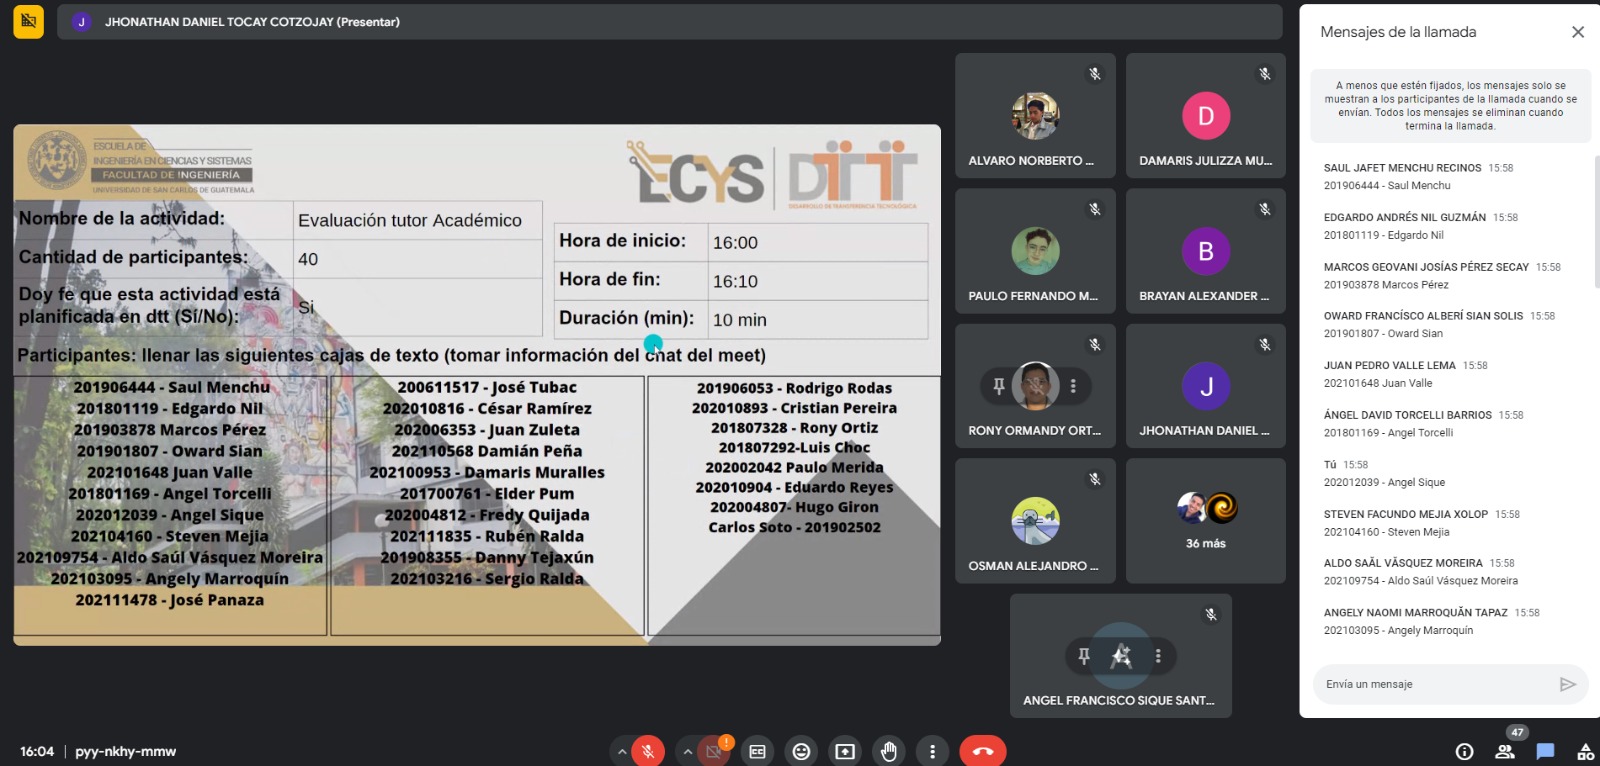 J
JHONATHAN DANIEL TOCAY COTZOJAY (Presentar)
ESCUELA DE
INGENIERÍA EN CIENCIAS Y SISTEMAS
FACULTAD DE INGENIERÍA
UNIVERSIDAD DE SAN CARLOS DE GUATEMALA
ECYS
DTT
DESARROLLO DE TRANSFERENCIA TECNOLÓGICA
Nombre de la actividad:
Evaluación tutor Académico
Cantidad de participantes:
40
Doy fe que esta actividad está
planificada en dtt (Sí/No):
Si
Hora de inicio:
16:00
Hora de fin:
16:10
Duración (min):
10 min
Participantes: llenar las siguientes cajas de texto (tomar información del chat del meet)
201906444 - Saul Menchu
201801119 - Edgardo Nil
201903878 Marcos Pérez
201901807 - Oward Sian
202101648 Juan Valle
201801169 - Angel Torcelli
202012039 - Angel Sique
202104160 - Steven Mejia
202109754 - Aldo Saúl Vásquez Moreira
202103095 - Angely Marroquín
202111478 - José Panaza
200611517 - José Tubac
202010816 - César Ramírez
202006353 - Juan Zuleta
202110568 Damián Peña
202100953 - Damaris Muralles
201700761 - Elder Pum
202004812 - Fredy Quijada
202111835 - Rubén Ralda
201908355 - Danny Tejaxún
202103216 - Sergio Ralda
201906053 - Rodrigo Rodas
202010893 - Cristian Pereira
201807328 - Rony Ortiz
201807292-Luis Choc
202002042 Paulo Merida
202010904 - Eduardo Reyes
202004807- Hugo Giron
Carlos Soto - 201902502
ALVARO NORBERTO ...
D
DAMARIS JULIZZA MU...
PAULO FERNANDO M...
B
BRAYAN ALEXANDER ...
RONY ORMANDY ORT...
J
JHONATHAN DANIEL ...
OSMAN ALEJANDRO ...
36 más
ANGEL FRANCISCO SIQUE SANT...
Mensajes de la llamada
A menos que estén fijados, los mensajes solo se
muestran a los participantes de la llamada cuando se
envían. Todos los mensajes se eliminan cuando
termina la llamada.
SAUL JAFET MENCHU RECINOS 15:58
201906444 - Saul Menchu
EDGARDO ANDRÉS NIL GUZMÁN 15:58
201801119 - Edgardo Nil
MARCOS GEOVANI JOSÍAS PÉREZ SECAY 15:58
201903878 Marcos Pérez
OWARD FRANCÍSCO ALBERÍ SIAN SOLIS 15:58
201901807 - Oward Sian
JUAN PEDRO VALLE LEMA 15:58
202101648 Juan Valle
ÁNGEL DAVID TORCELLI BARRIOS 15:58
201801169 - Angel Torcelli
Tú 15:58
202012039 - Angel Sique
STEVEN FACUNDO MEJIA XOLOP 15:58
202104160 - Steven Mejia
ALDO SAÃL VÃSQUEZ MOREIRA 15:58
202109754 - Aldo Saúl Vásquez Moreira
ANGELY NAOMI MARROQUÃN TAPAZ 15:58
202103095 - Angely Marroquín
Envía un mensaje
16:04 | pyy-nkhy-mmw
47